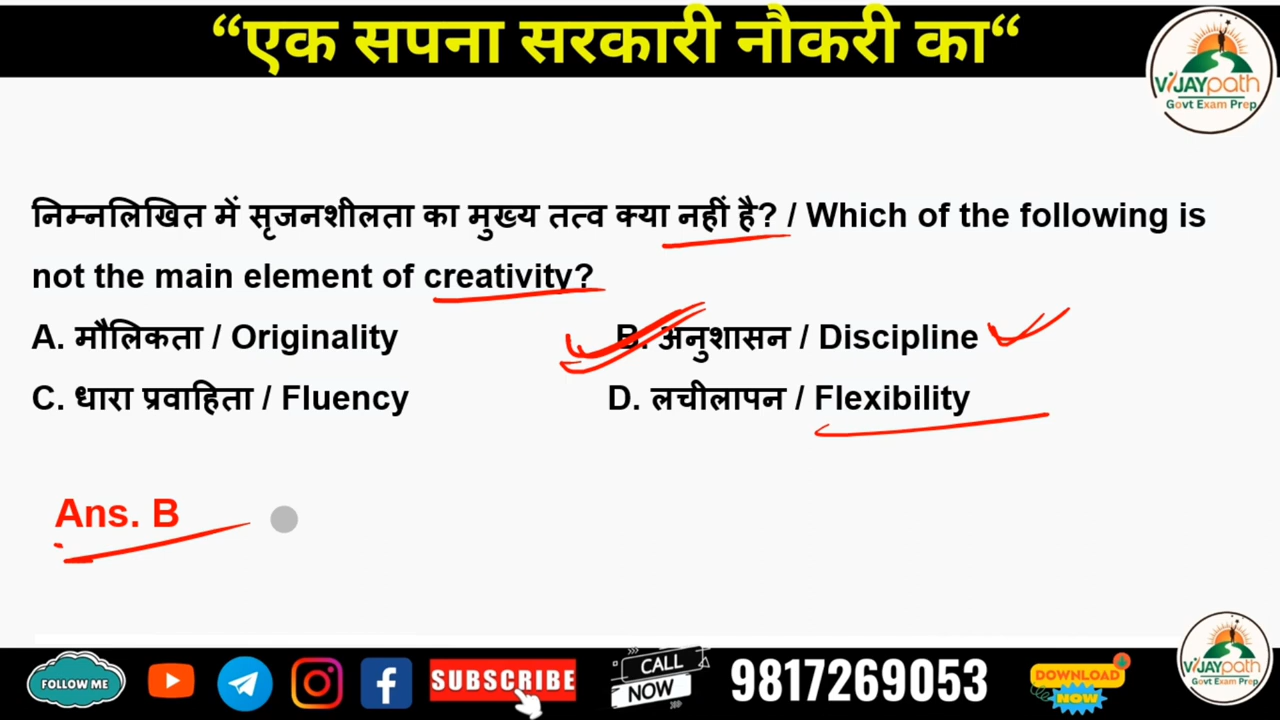 “एक सपना सरकारी नौकरी का“
VIJAYpath
Govt Exam Prep
निम्नलिखित में सृजनशीलता का मुख्य तत्व क्या नहीं है? / Which of the following is
not the main element of creativity?
A. मौलिकता / Originality
B. अनुशासन / Discipline
C. धारा प्रवाहिता / Fluency
D. लचीलापन / Flexibility
Ans. B
VIJAYpath
Govt Exam Prep
FOLLOW ME
SUBSCRIBE
CALL
NOW
9817269053
DOWNLOAD
NOW